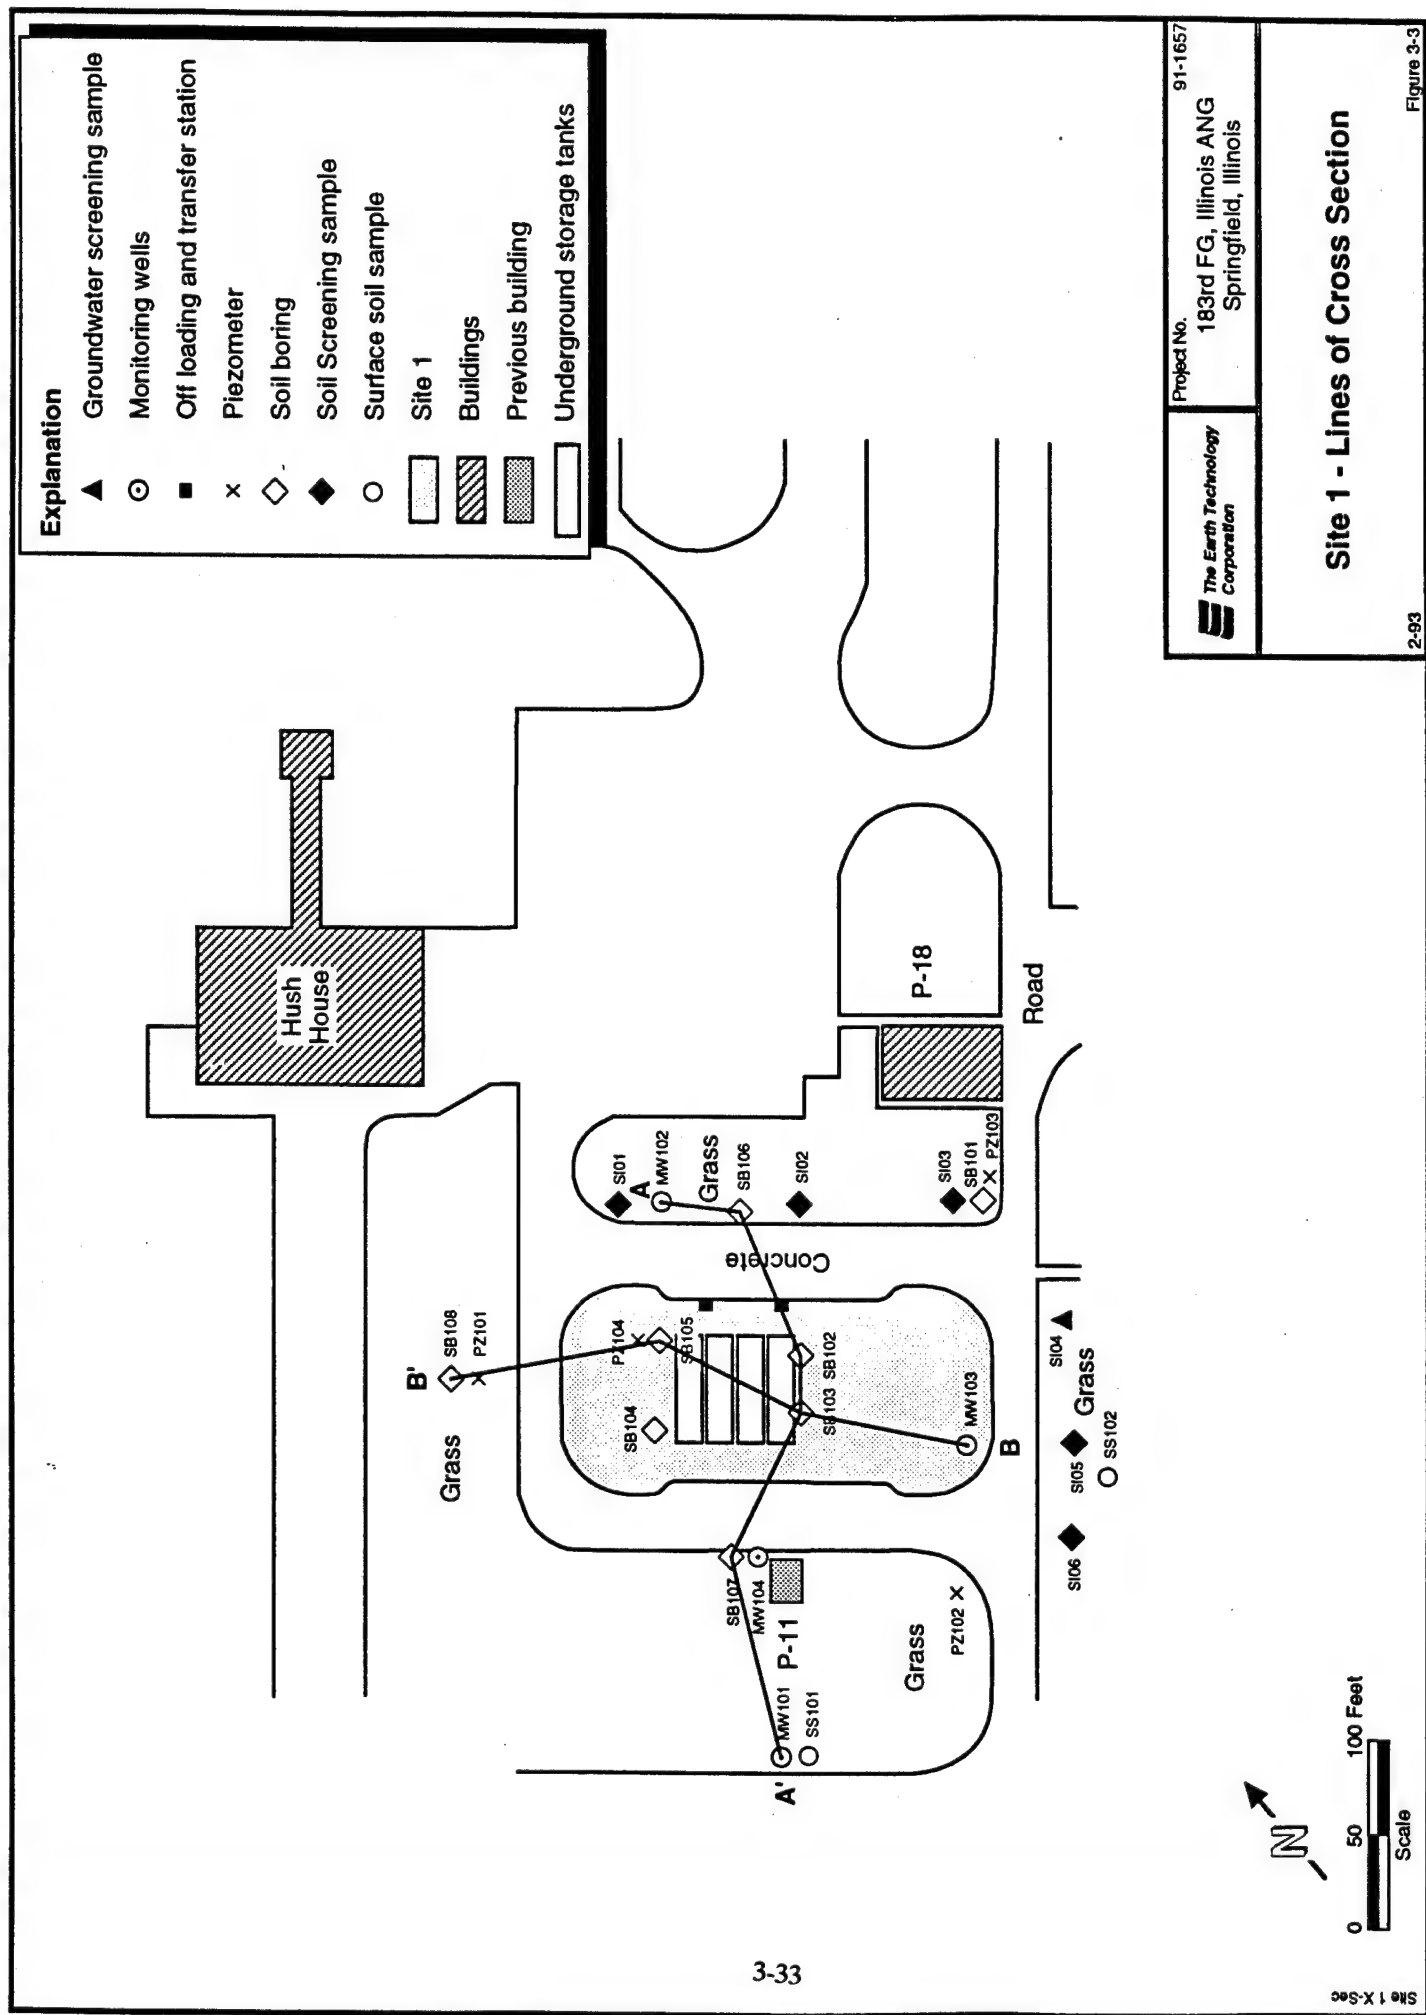 Explanation
Groundwater screening sample
Monitoring wells
Off loading and transfer station
Piezometer
Soil boring
Soil Screening sample
Surface soil sample
Site 1
Buildings
Previous building
Underground storage tanks
Hush
House
B'
SB108
PZ101
Grass
PZ104
SB105
SB104
SB103
SB102
MW103
B
Concrete
SI01
A
MW102
Grass
SB106
SI02
SI03
SB101
PZ103
P-18
Road
SB107
MW104
P-11
A'
MW101
SS101
Grass
PZ102
SI04
Grass
SI05
SS102
SI06
N
0 50 100 Feet
Scale
The Earth Technology
Corporation
Project No. 91-1657
183rd FG, Illinois ANG
Springfield, Illinois
Site 1 - Lines of Cross Section
2-93 Figure 3-3
3-33
Site 1 X-Sec